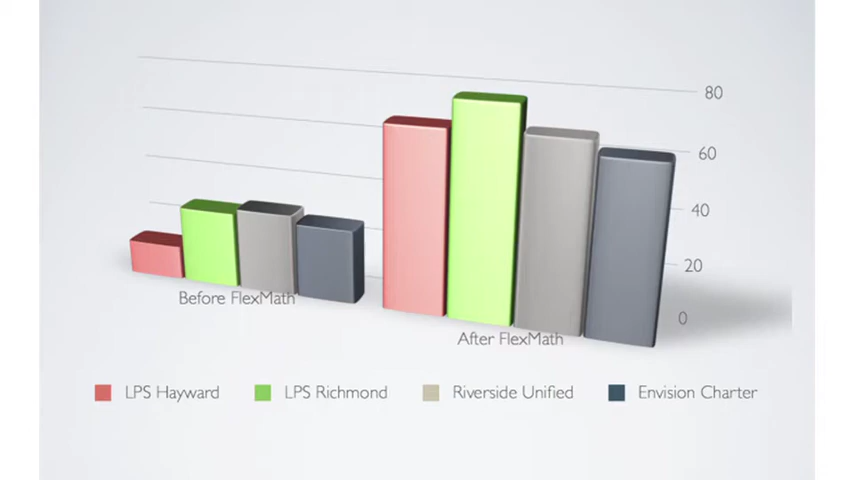 80
60
40
20
0
Before FlexMath
After FlexMath
LPS Hayward LPS Richmond Riverside Unified Envision Charter